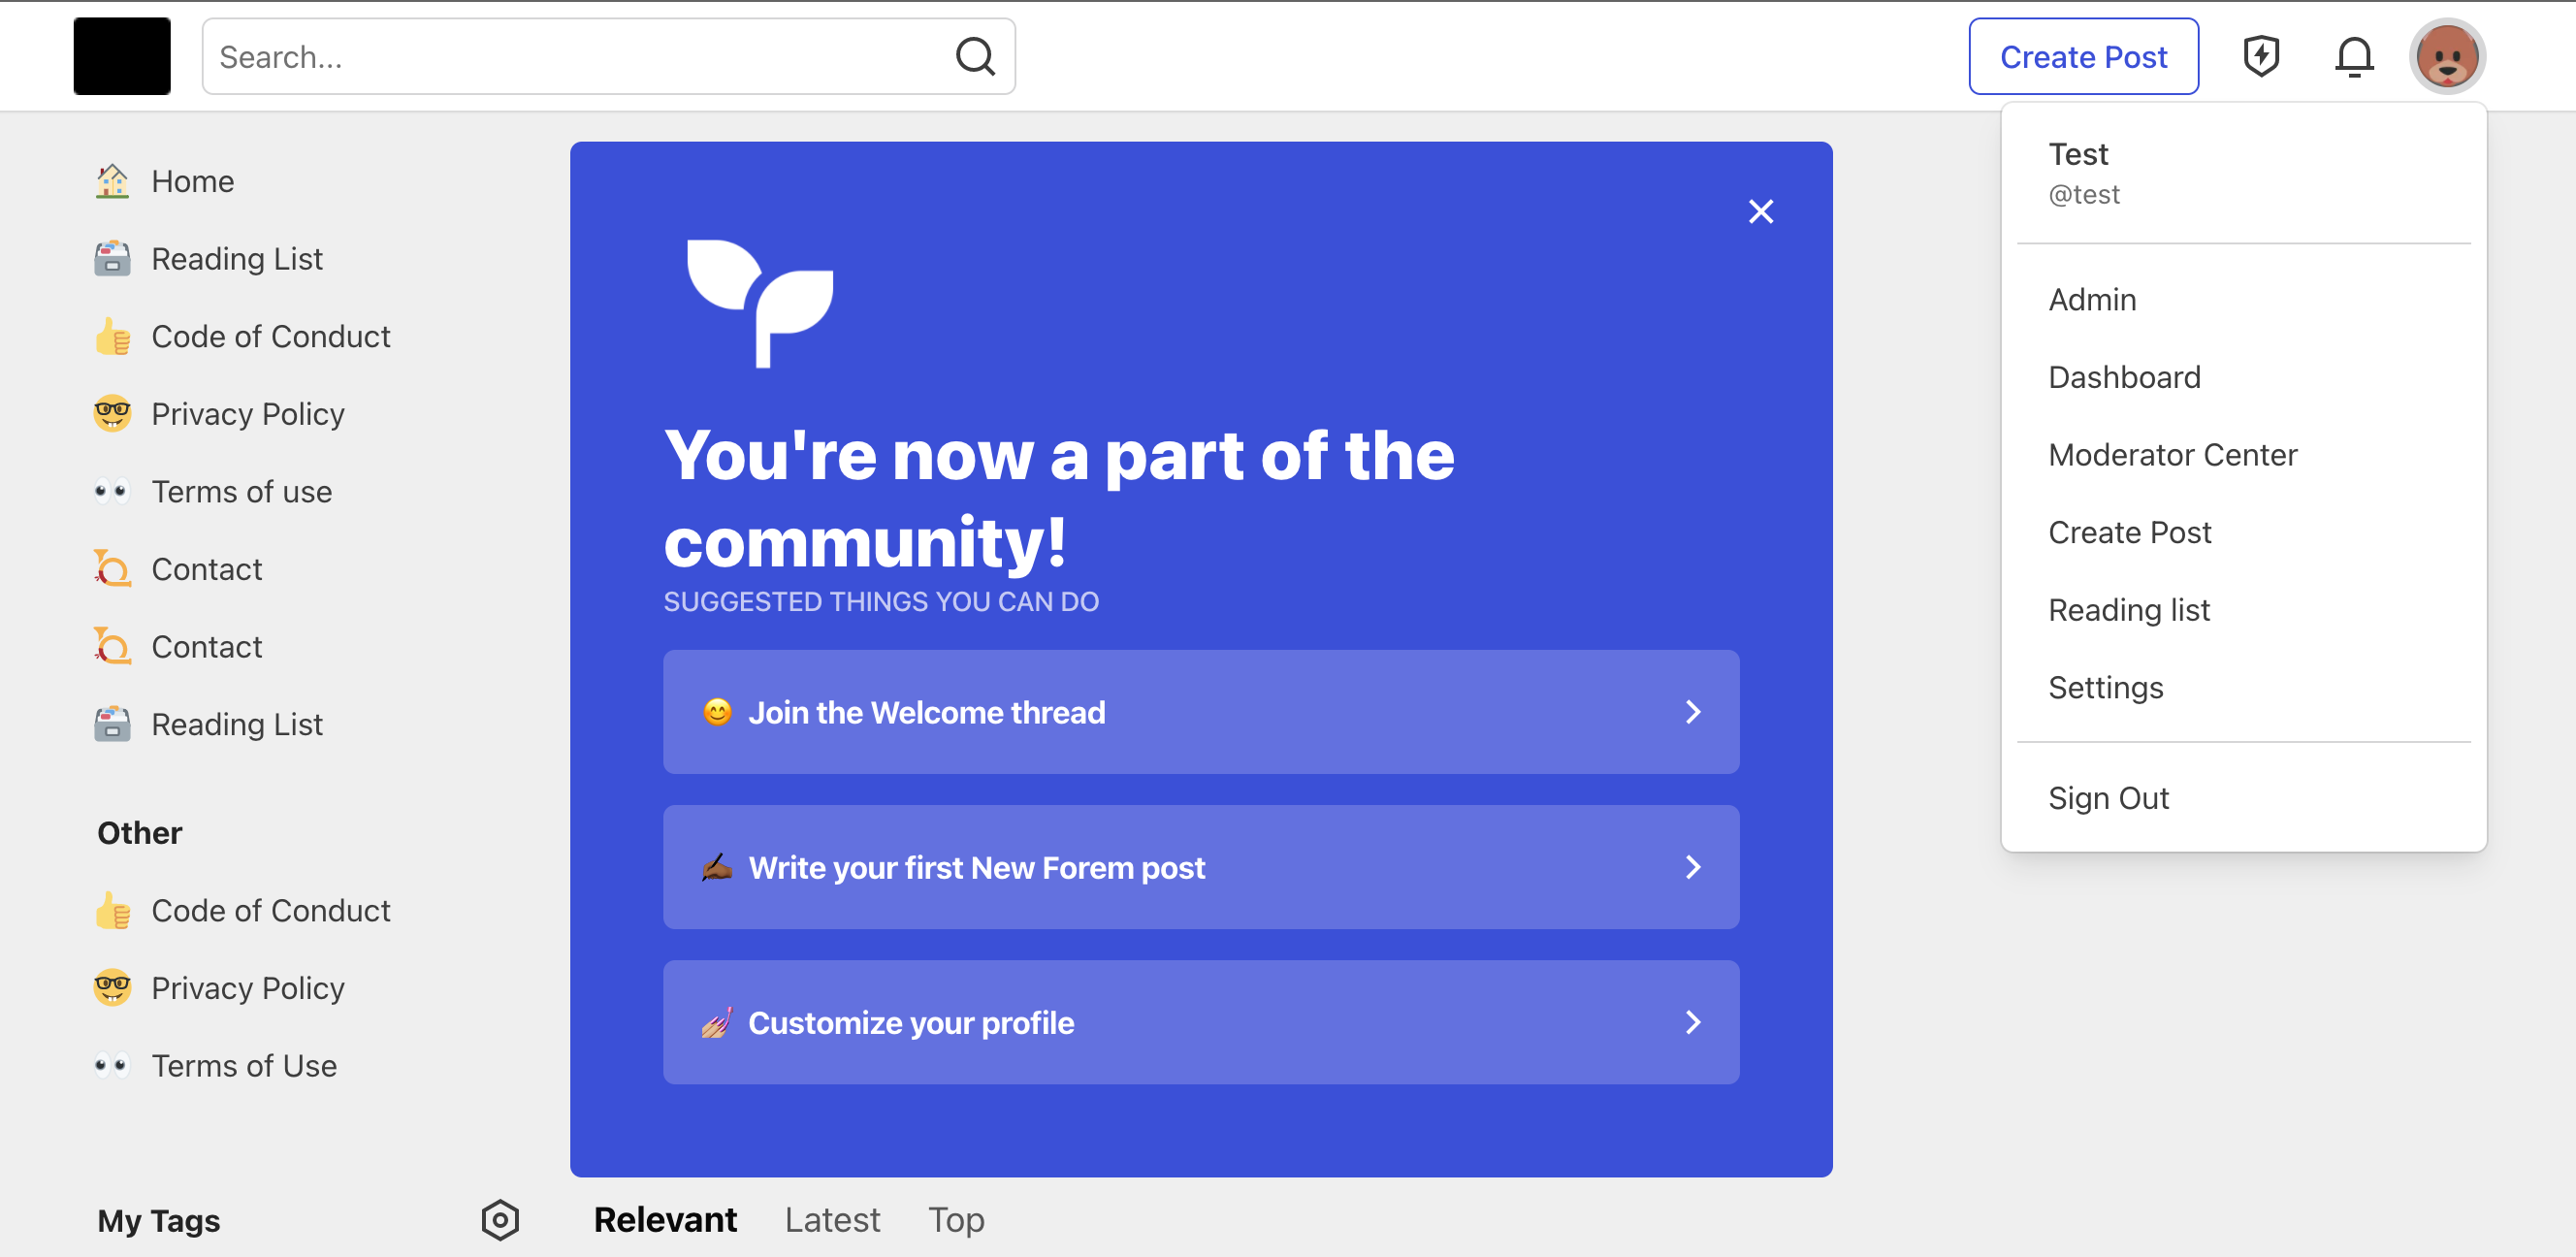 Search...
Create Post
Home
Reading List
Code of Conduct
Privacy Policy
Terms of use
Contact
Contact
Reading List
Other
Code of Conduct
Privacy Policy
Terms of Use
My Tags
You're now a part of the
community!
SUGGESTED THINGS YOU CAN DO
Join the Welcome thread
Write your first New Forem post
Customize your profile
Relevant
Latest
Top
Test
@test
Admin
Dashboard
Moderator Center
Create Post
Reading list
Settings
Sign Out